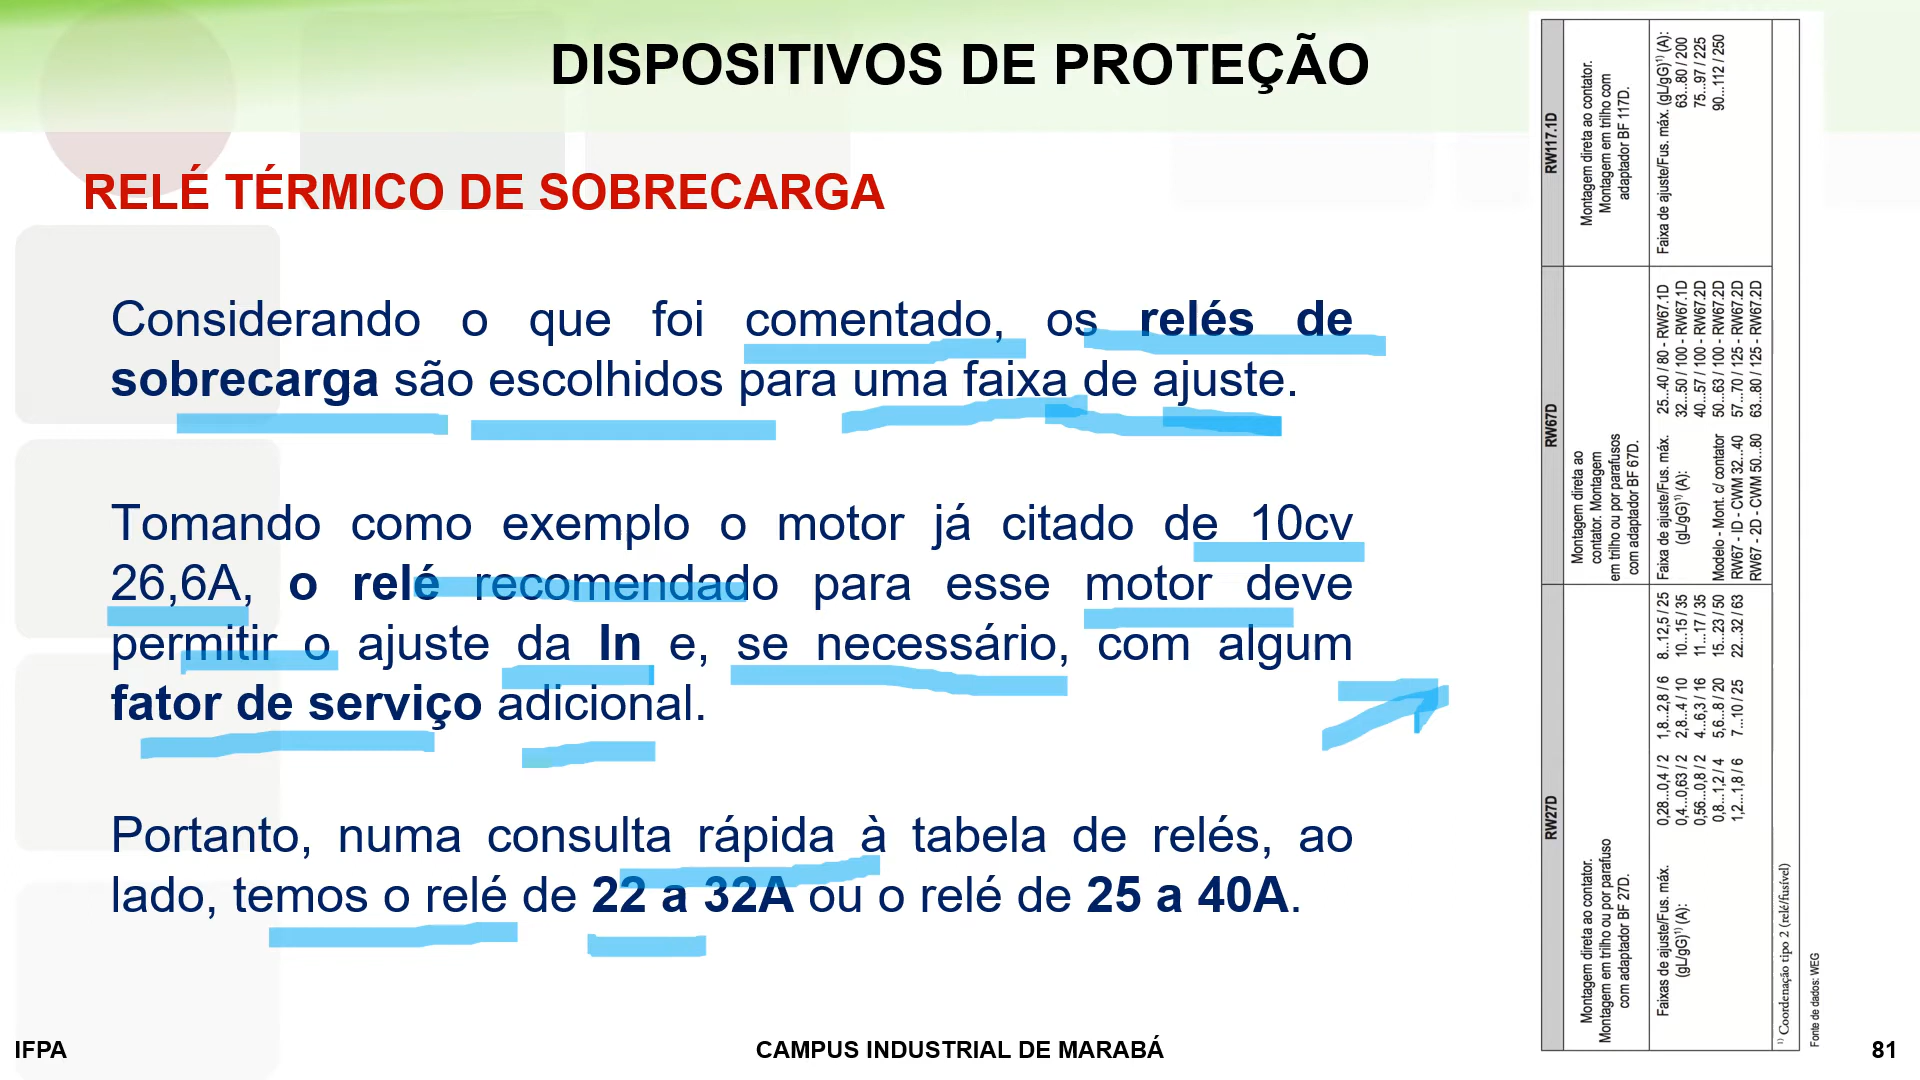 DISPOSITIVOS DE PROTEÇÃO
RELÉ TÉRMICO DE SOBRECARGA
Considerando o que foi comentado, os relés de
sobrecarga são escolhidos para uma faixa de ajuste.
Tomando como exemplo o motor já citado de 10cv
26,6A, o relé recomendado para esse motor deve
permitir o ajuste da In e, se necessário, com algum
fator de serviço adicional.
Portanto, numa consulta rápida à tabela de relés, ao
lado, temos o relé de 22 a 32A ou o relé de 25 a 40A.
RW27D
Montagem direta ao contator.
Montagem em trilho ou por parafuso
com adaptador BF 27D.
Faixas de ajuste/Fus. máx.
(gL/gG)¹⁾ (A):
0,28...0,4 / 2
0,4...0,63 / 2
0,56...0,8 / 2
0,8...1,2 / 4
1,2...1,8 / 6
1,8...2,8 / 6
2,8...4 / 10
4...6,3 / 16
5,6...8 / 20
7...10 / 25
8...12,5 / 25
10...15 / 35
11...17 / 35
15...23 / 50
22...32 / 63
RW67D
Montagem direta ao
contator. Montagem
em trilho ou por parafusos
com adaptador BF 67D.
Faixa de ajuste/Fus. máx.
(gL/gG)¹⁾ (A):
Modelo - Mont. c/ contator
RW67 - ID - CWM 32...40
RW67 - 2D - CWM 50...80
25...40 / 80 - RW67.1D
32...50 / 100 - RW67.1D
40...57 / 100 - RW67.2D
50...63 / 100 - RW67.2D
57...70 / 125 - RW67.2D
63...80 / 125 - RW67.2D
RW117.1D
Montagem direta ao contator.
Montagem em trilho com
adaptador BF 117D.
Faixa de ajuste/Fus. máx. (gL/gG)¹⁾ (A):
63...80 / 200
75...97 / 225
90...112 / 250
¹⁾ Coordenação tipo 2 (relé/fusível)
Fonte de dados: WEG
IFPA
CAMPUS INDUSTRIAL DE MARABÁ
81